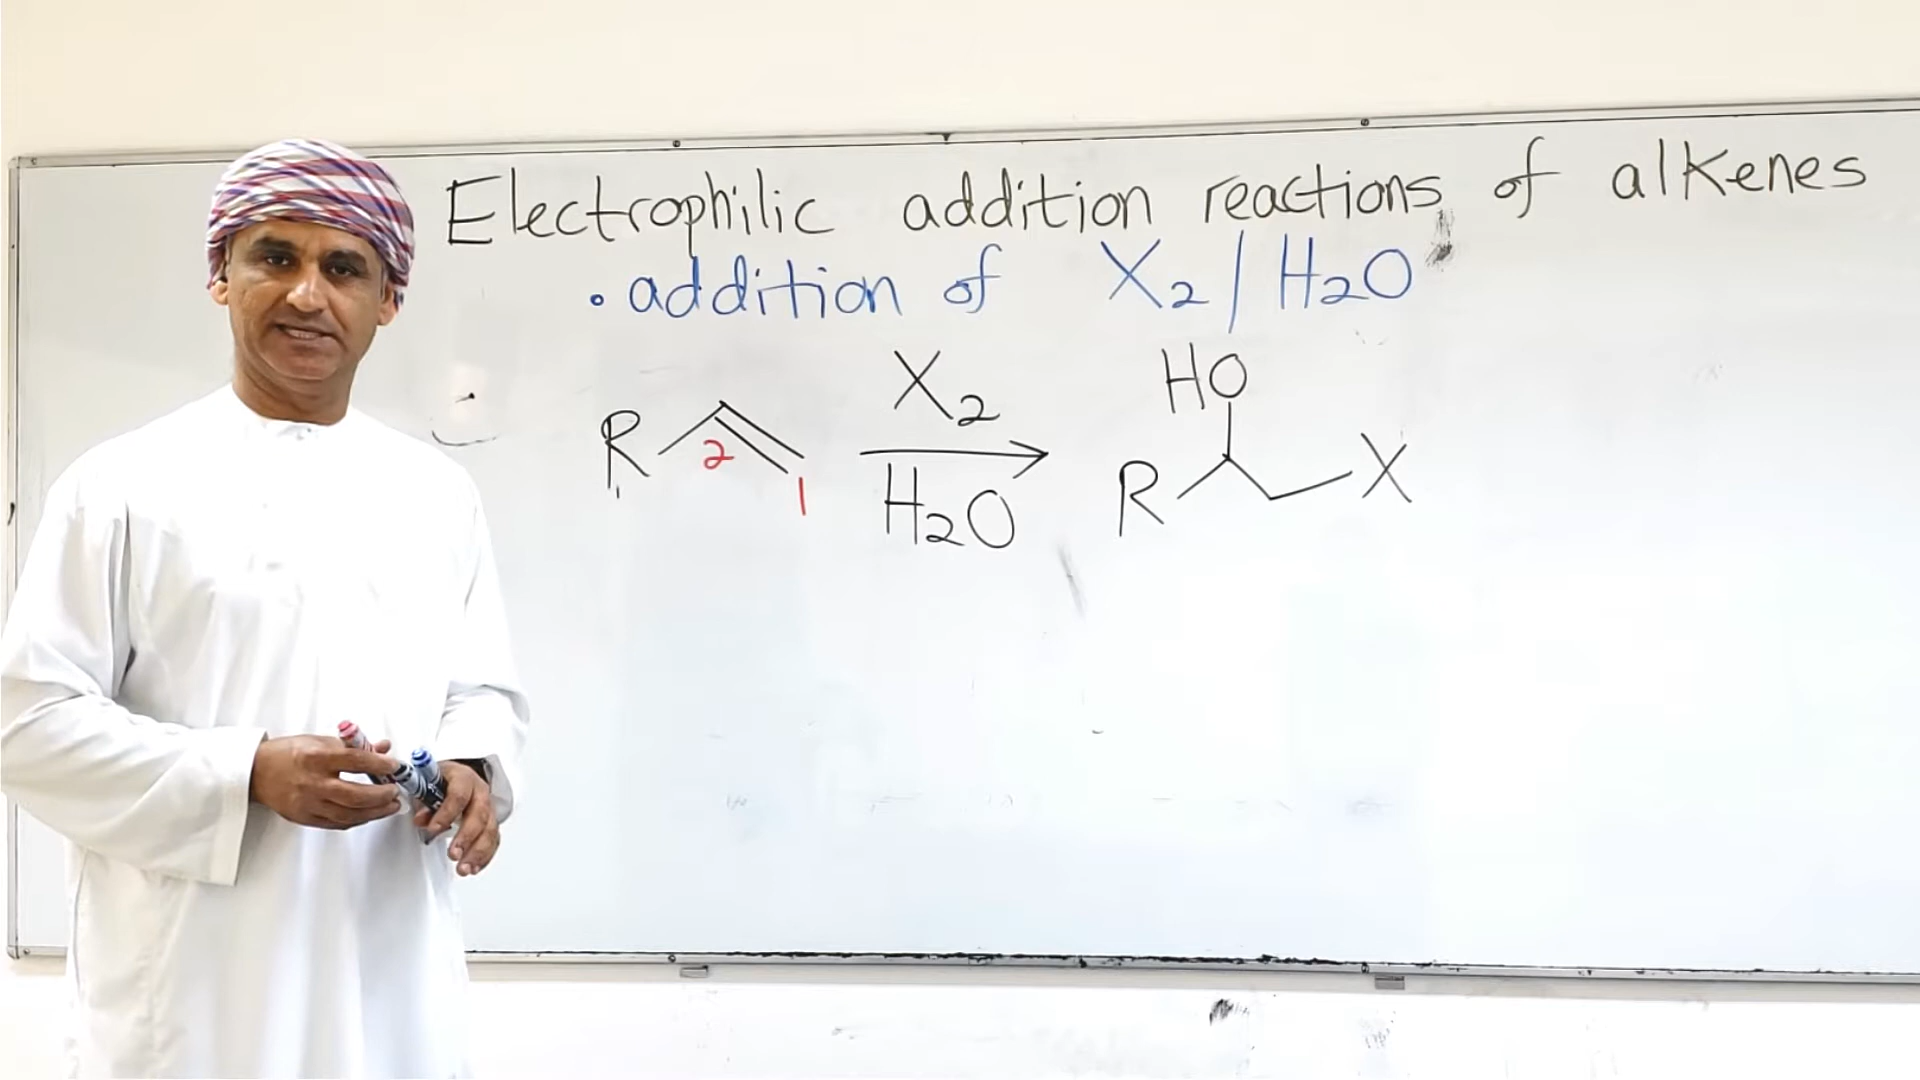 Electrophilic addition reactions of alkenes
• addition of X₂/H₂O
X₂
HO
R 2 1 H₂O R X